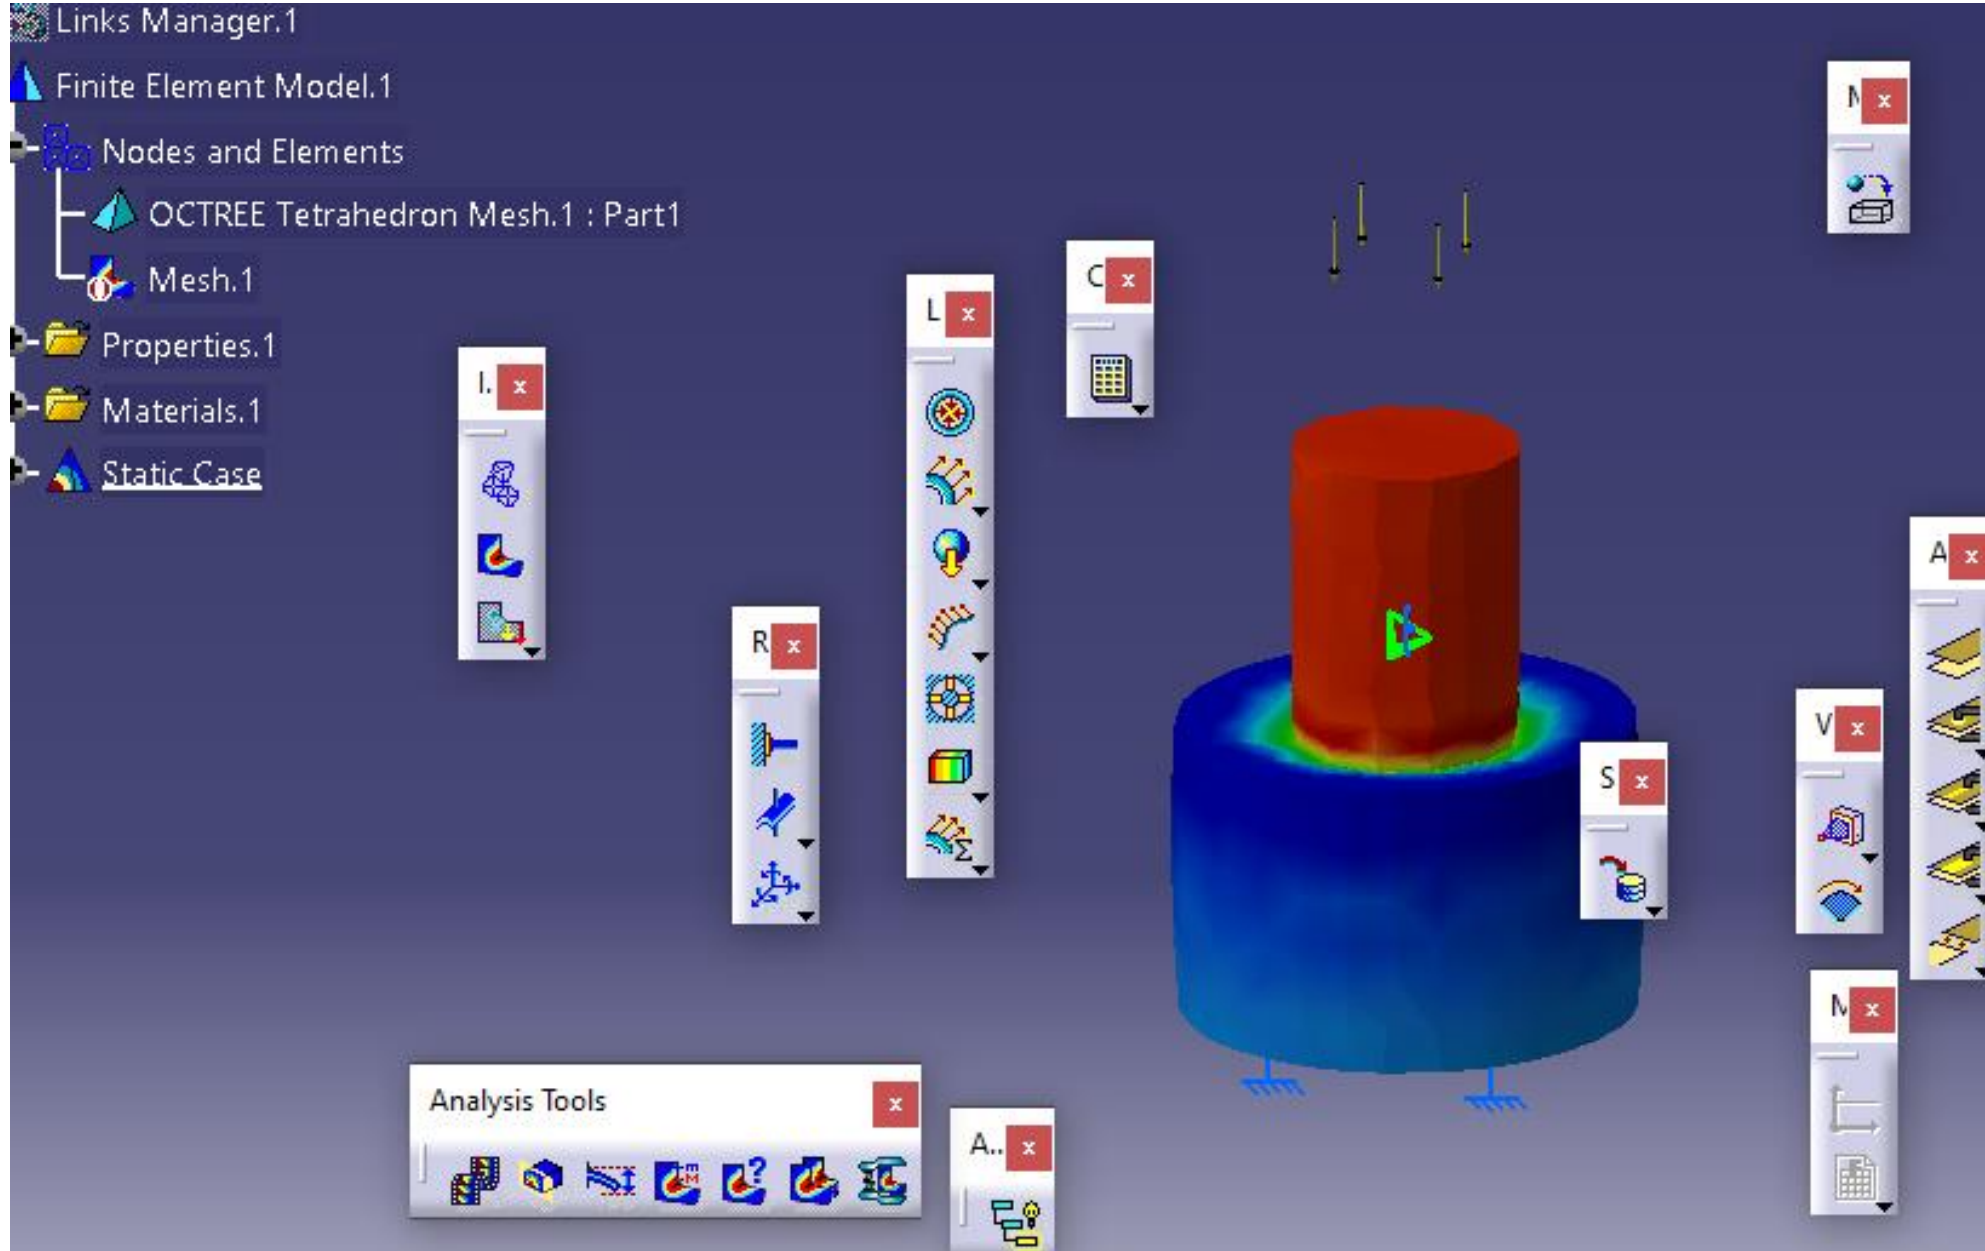 Links Manager.1
Finite Element Model.1
Nodes and Elements
OCTREE Tetrahedron Mesh.1 : Part1
Mesh.1
Properties.1
Materials.1
Static Case
I.
R
L
C
S
V
A
Analysis Tools
A..